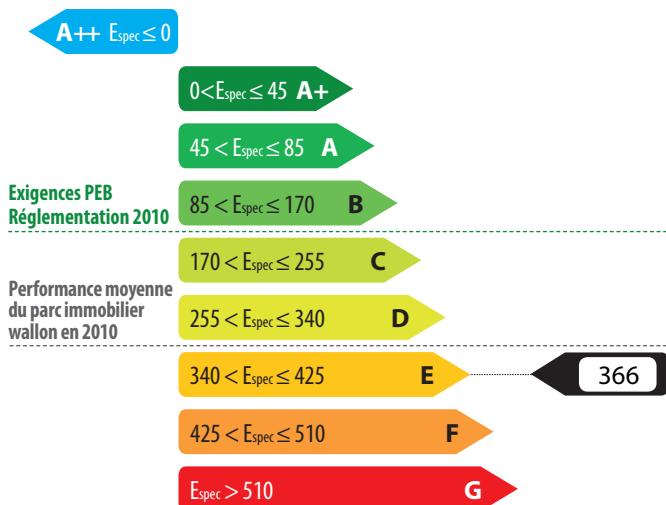 A++ Espec ≤ 0
0<Espec ≤ 45 A+
45 < Espec ≤ 85 A
Exigences PEB
Réglementation 2010
85 < Espec ≤ 170 B
170 < Espec ≤ 255 C
Performance moyenne
du parc immobilier
wallon en 2010
255 < Espec ≤ 340 D
340 < Espec ≤ 425 E
366
425 < Espec ≤ 510 F
Espec > 510 G